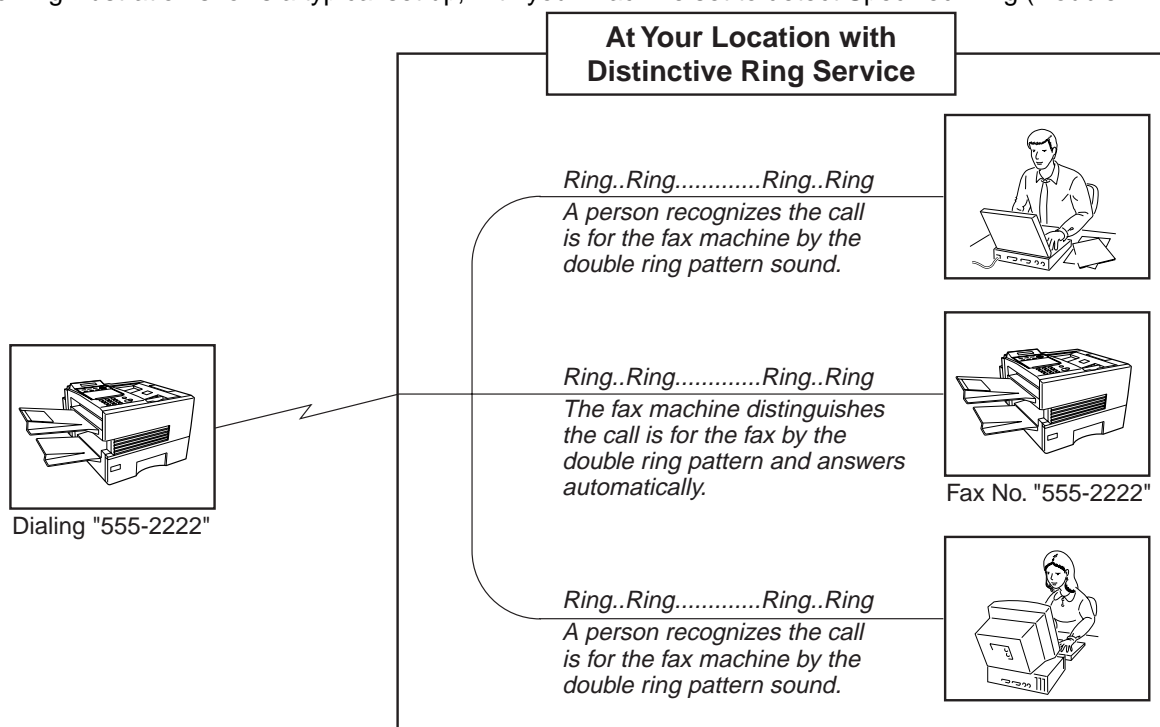 At Your Location with
Distinctive Ring Service
Ring..Ring.............Ring..Ring
A person recognizes the call
is for the fax machine by the
double ring pattern sound.
Ring..Ring.............Ring..Ring
The fax machine distinguishes
the call is for the fax by the
double ring pattern and answers
automatically.
Fax No. "555-2222"
Dialing "555-2222"
Ring..Ring.............Ring..Ring
A person recognizes the call
is for the fax machine by the
double ring pattern sound.